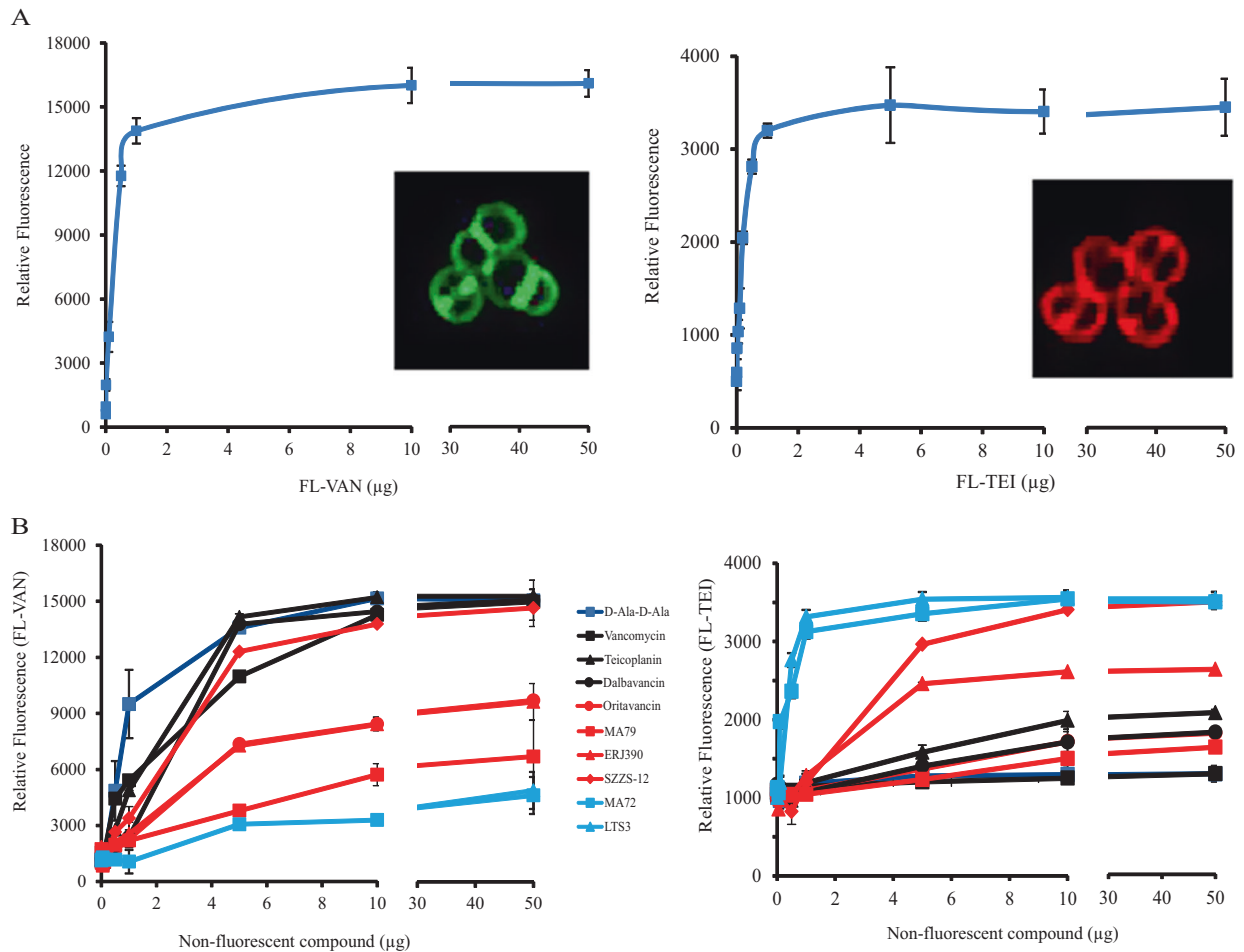 A
18000
15000
12000
9000
6000
3000
0
Relative Fluorescence
0 2 4 6 8 10 30 40 50
FL-VAN (µg)
4000
3000
2000
1000
0
Relative Fluorescence
0 2 4 6 8 10 30 40 50
FL-TEI (µg)
B
18000
15000
12000
9000
6000
3000
0
Relative Fluorescence (FL-VAN)
0 2 4 6 8 10 30 40 50
Non-fluorescent compound (µg)
D-Ala-D-Ala
Vancomycin
Teicoplanin
Dalbavancin
Oritavancin
MA79
ERJ390
SZZS-12
MA72
LTS3
4000
3000
2000
1000
0
Relative Fluorescence (FL-TEI)
0 2 4 6 8 10 30 40 50
Non-fluorescent compound (µg)